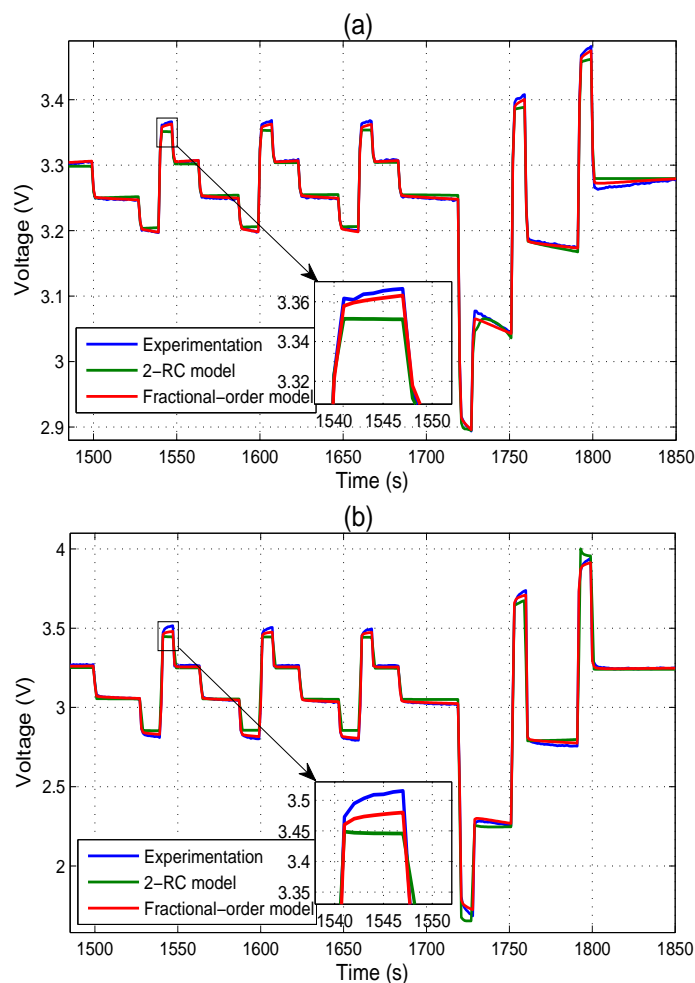 (a)
3.4
3.3
3.2
3.1
3
2.9
Voltage (V)
Experimentation
2−RC model
Fractional−order model
3.36
3.34
3.32
1540 1545 1550
1500 1550 1600 1650 1700 1750 1800 1850
Time (s)
(b)
4
3.5
3
2.5
2
Voltage (V)
Experimentation
2−RC model
Fractional−order model
3.5
3.45
3.4
3.35
1540 1545 1550
1500 1550 1600 1650 1700 1750 1800 1850
Time (s)